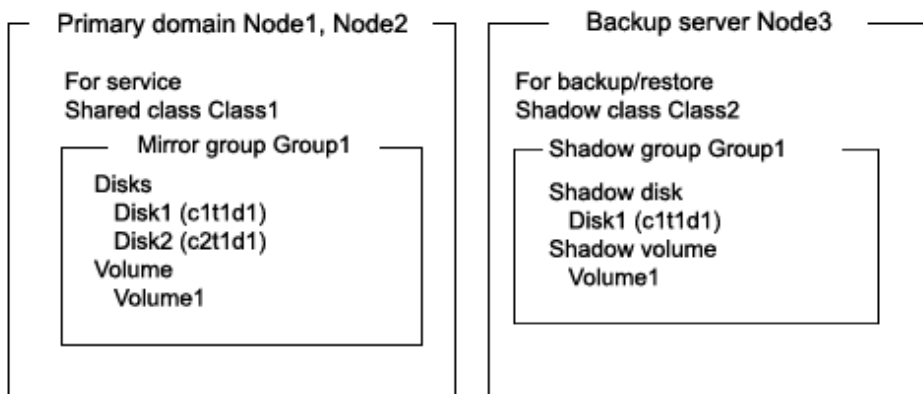 Primary domain Node1, Node2
For service
Shared class Class1
Mirror group Group1
Disks
Disk1 (c1t1d1)
Disk2 (c2t1d1)
Volume
Volume1
Backup server Node3
For backup/restore
Shadow class Class2
Shadow group Group1
Shadow disk
Disk1 (c1t1d1)
Shadow volume
Volume1